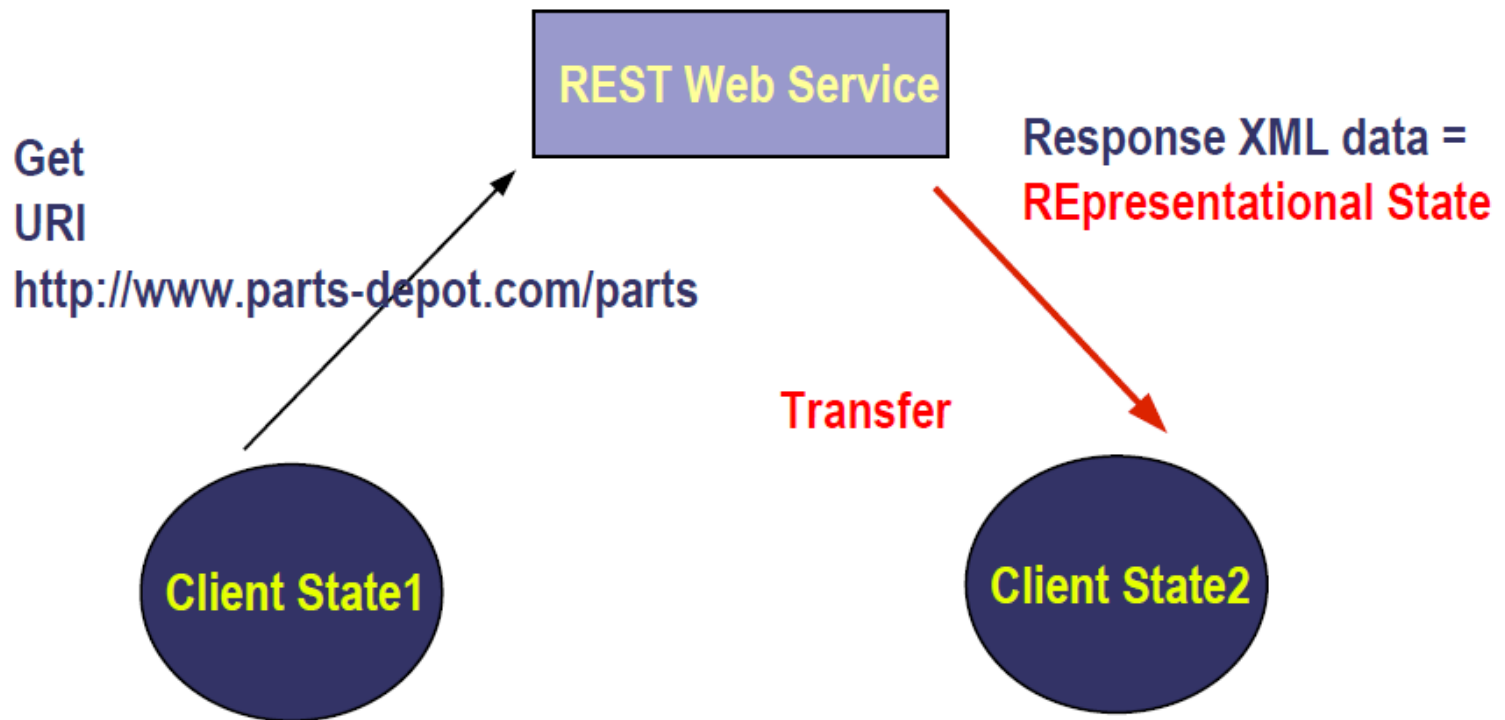 REST Web Service
Get
URI
http://www.parts-depot.com/parts
Response XML data =
REpresentational State
Transfer
Client State1
Client State2